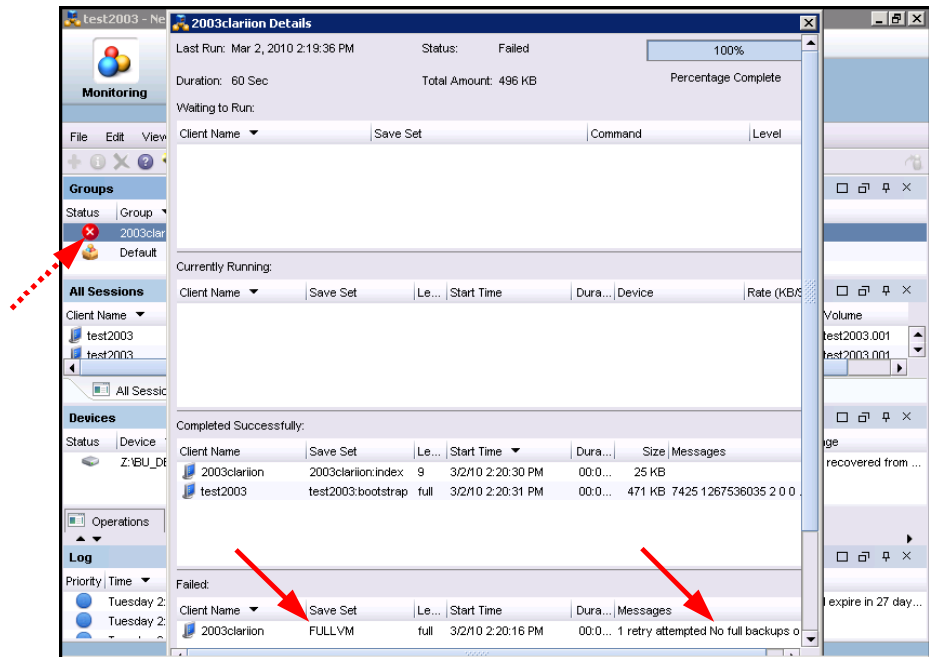 test2003 - Ne
2003clariion Details
Last Run: Mar 2, 2010 2:19:36 PM Status: Failed 100%
Duration: 60 Sec Total Amount: 496 KB Percentage Complete
Monitoring
Waiting to Run:
File Edit View
Client Name Save Set Command Level
Groups
Status Group
2003clar
Default
Currently Running:
All Sessions
Client Name Save Set Le... Start Time Dura... Device Rate (KB/S
Client Name Volume
test2003 test2003.001
test2003 test2003.001
All Sessic
Devices
Completed Successfully:
Status Device
Client Name Save Set Le... Start Time Dura... Size Messages
Z:\BU_DE recovered from ...
2003clariion 2003clariion:index 9 3/2/10 2:20:30 PM 00:0... 25 KB
test2003 test2003:bootstrap full 3/2/10 2:20:31 PM 00:0... 471 KB 7425 1267536035 2 0 0
Operations
Log
Priority Time
Failed:
Tuesday 2: expire in 27 day...
Client Name Save Set Le... Start Time Dura... Messages
Tuesday 2:
2003clariion FULLVM full 3/2/10 2:20:16 PM 00:0... 1 retry attempted No full backups o